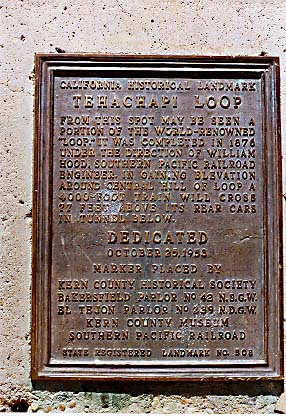 CALIFORNIA HISTORICAL LANDMARK
TEHACHAPI LOOP
FROM THIS SPOT MAY BE SEEN A
PORTION OF THE WORLD-RENOWNED
"LOOP." IT WAS COMPLETED IN 1876
UNDER THE DIRECTION OF WILLIAM
HOOD, SOUTHERN PACIFIC RAILROAD
ENGINEER. IN GAINING ELEVATION
AROUND CENTRAL HILL OF LOOP A
4000-FOOT TRAIN WILL CROSS
77 FEET ABOVE ITS REAR CARS
IN TUNNEL BELOW.
DEDICATED
OCTOBER 25, 1953
MARKER PLACED BY
KERN COUNTY HISTORICAL SOCIETY
BAKERSFIELD PARLOR Nº 42 N.S.G.W.
EL TEJON PARLOR Nº 239 N.D.G.W.
KERN COUNTY MUSEUM
SOUTHERN PACIFIC RAILROAD
STATE REGISTERED LANDMARK NO. 508